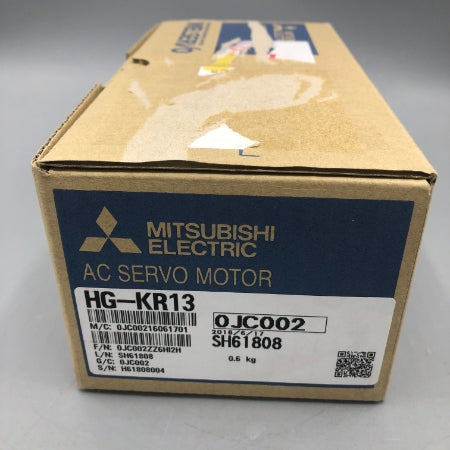 MITSUBISHI
ELECTRIC
AC SERVO MOTOR
HG-KR13
M/C: 0JC00216061701
0JC002
2016/6/17
SH61808
F/N: 0JC002ZZ6HI2H
L/N: SH61808
G/C: 0JC002
S/N: H61808004
0.6 kg